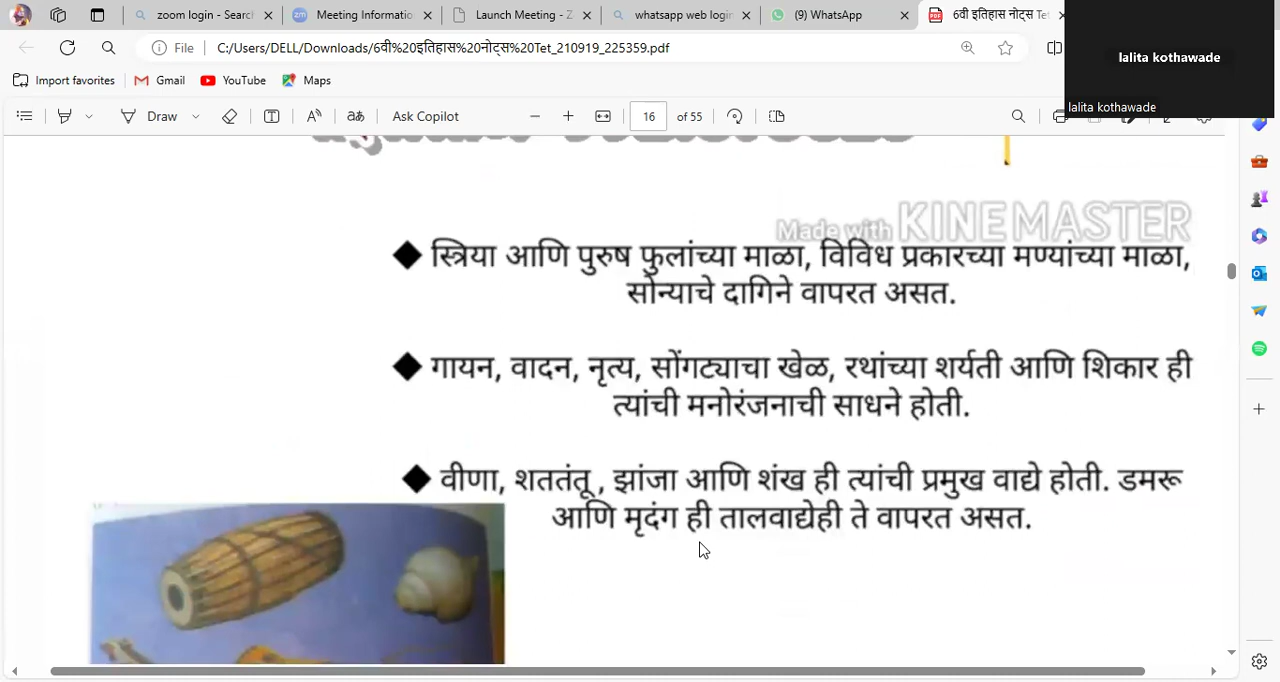 zoom login - Searc
Meeting Informatio
Launch Meeting - Z
whatsapp web login
(9) WhatsApp
6वी इतिहास नोट्स Tet
File
C:/Users/DELL/Downloads/6वी%20इतिहास%20नोट्स%20Tet_210919_225359.pdf
lalita kothawade
Import favorites
Gmail
YouTube
Maps
lalita kothawade
Draw
Ask Copilot
16 of 55
Made with KINEMASTER
◆ स्त्रिया आणि पुरुष फुलांच्या माळा, विविध प्रकारच्या मण्यांच्या माळा,
सोन्याचे दागिने वापरत असत.
◆ गायन, वादन, नृत्य, सोंगट्याचा खेळ, रथांच्या शर्यती आणि शिकार ही
त्यांची मनोरंजनाची साधने होती.
◆ वीणा, शततंतू , झांजा आणि शंख ही त्यांची प्रमुख वाद्ये होती. डमरू
आणि मृदंग ही तालवाद्येही ते वापरत असत.